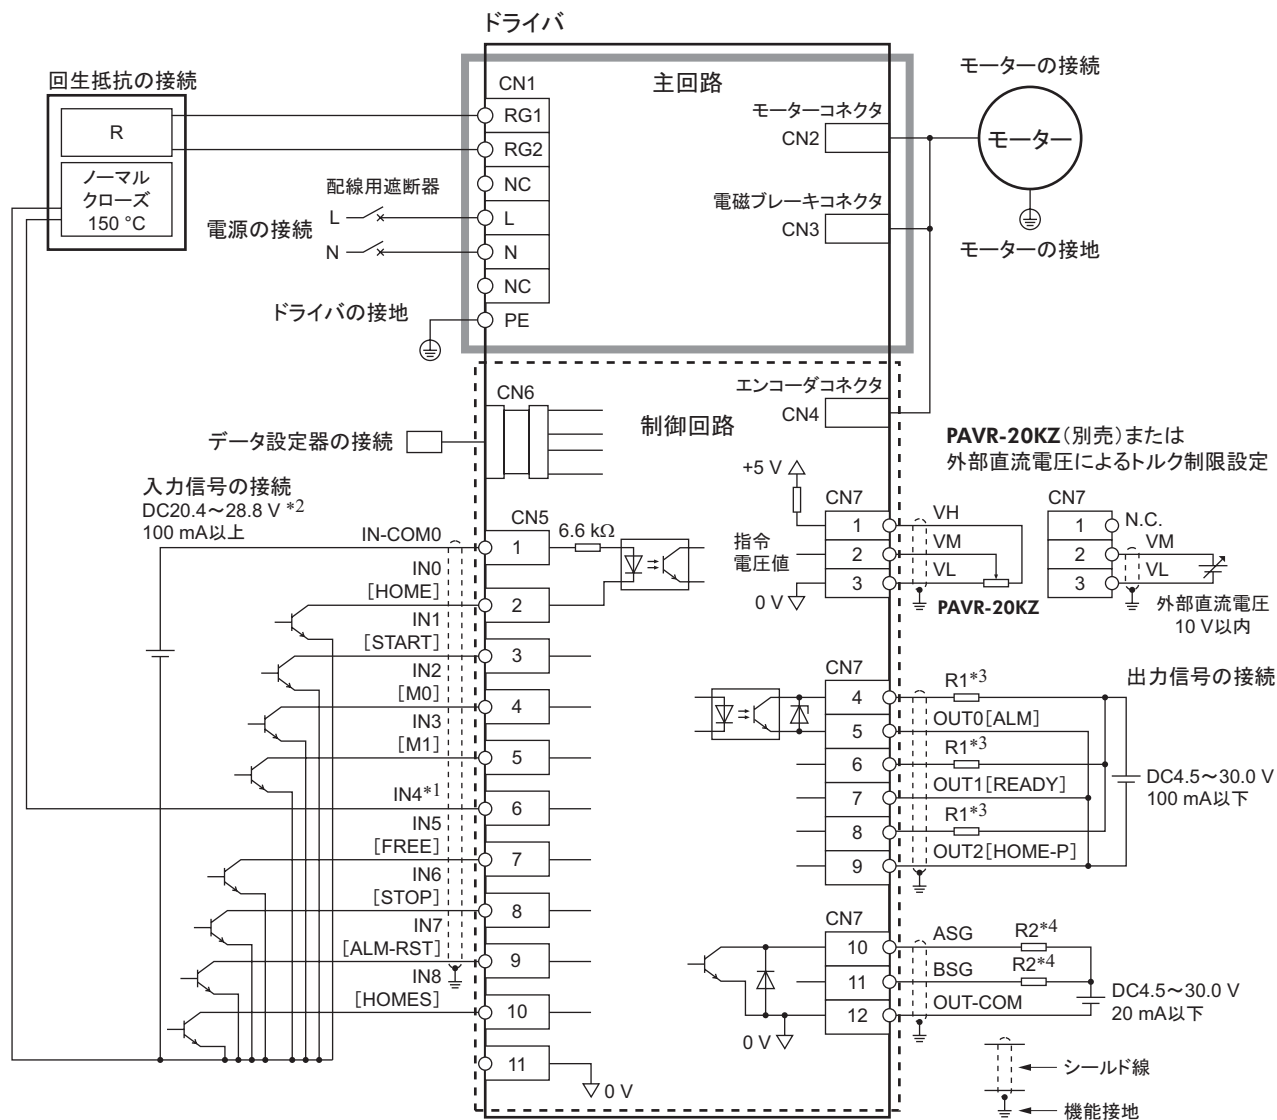 ドライバ
回生抵抗の接続
R
ノーマル
クローズ
150 °C
CN1
主回路
RG1
RG2
NC
L
N
NC
PE
配線用遮断器
電源の接続
L
N
ドライバの接地
モーターコネクタ
CN2
電磁ブレーキコネクタ
CN3
モーターの接続
モーター
モーターの接地
エンコーダコネクタ
CN4
CN6
制御回路
データ設定器の接続
入力信号の接続
DC20.4～28.8 V *2
100 mA以上
CN5
6.6 kΩ
IN-COM0
1
IN0
[HOME]
2
IN1
[START]
3
IN2
[M0]
4
IN3
[M1]
5
IN4*1
6
IN5
[FREE]
7
IN6
[STOP]
8
IN7
[ALM-RST]
9
IN8
[HOMES]
10
11
0 V
PAVR-20KZ(別売)または
外部直流電圧によるトルク制限設定
+5 V
CN7
指令
電圧値
0 V
1
2
3
VH
VM
VL
PAVR-20KZ
CN7
1
2
3
N.C.
VM
VL
外部直流電圧
10 V以内
CN7
出力信号の接続
4
R1*3
OUT0[ALM]
5
R1*3
6
OUT1[READY]
7
R1*3
8
OUT2[HOME-P]
9
DC4.5～30.0 V
100 mA以下
CN7
10
ASG
R2*4
11
BSG
R2*4
12
OUT-COM
0 V
DC4.5～30.0 V
20 mA以下
シールド線
機能接地